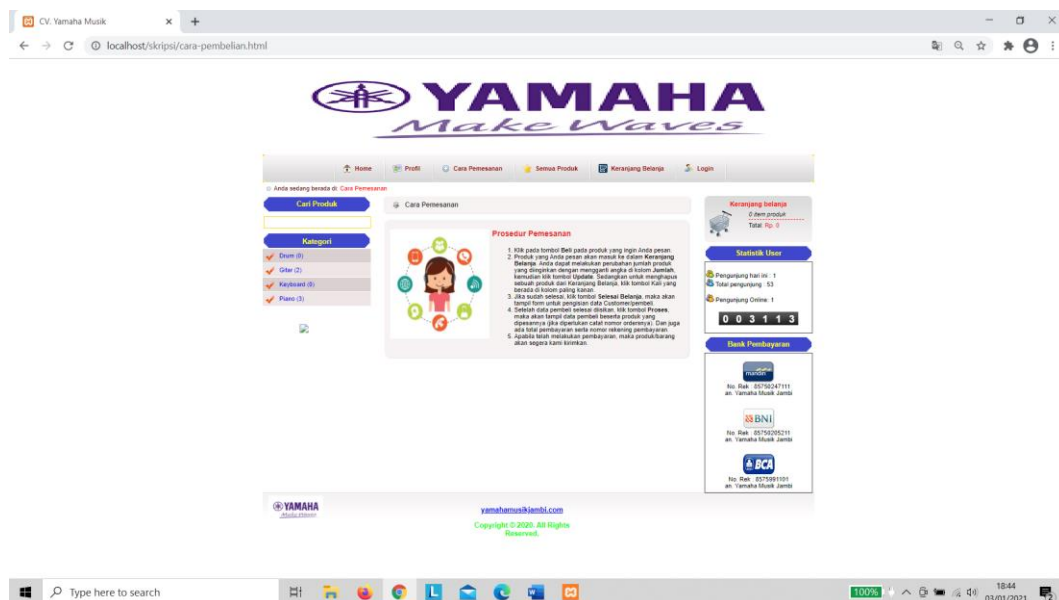 CV. Yamaha Musik
localhost/skripsi/cara-pembelian.html
YAMAHA
Make Waves
Home Profil Cara Pemesanan Semua Produk Keranjang Belanja Login
Anda sedang berada di: Cara Pemesanan
Cari Produk
Kategori
Drum (0)
Giter (2)
Keyboard (0)
Piano (3)
Cara Pemesanan
Prosedur Pemesanan
1. Klik pada tombol Beli pada produk yang ingin Anda pesan.
2. Produk yang Anda pesan akan masuk ke dalam Keranjang
Belanja. Anda dapat melakukan perubahan jumlah produk
yang diinginkan dengan mengganti angka di kolom Jumlah,
kemudian klik tombol Update. Sedangkan untuk menghapus
sebuah produk dari Keranjang Belanja, klik tombol Kali yang
berada di kolom paling kanan.
3. Jika sudah selesai, klik tombol Selesai Belanja, maka akan
tampil form untuk pengisian data Customer/pembeli.
4. Setelah data pembeli selesai diisikan, klik tombol Proses,
maka akan tampil data pembeli beserta produk yang
dipesannya (jika diperlukan catat nomor ordersnya). Dan juga
ada total pembayaran serta nomor rekening pembayaran.
5. Apabila telah melakukan pembayaran, maka produk/barang
akan segera kami kirimkan.
Keranjang belanja
0 item produk
Total: Rp. 0
Statistik User
Pengunjung hari ini : 1
Total pengunjung : 53
Pengunjung Online: 1
003113
Bank Pembayaran
mandiri
No. Rek : 05750247111
an. Yamaha Musik Jambi
BNI
No. Rek : 05750205211
an. Yamaha Musik Jambi
BCA
No. Rek : 0575991101
an. Yamaha Musik Jambi
YAMAHA
Make Waves
yamahamusikjambi.com
Copyright © 2020. All Rights
Reserved.
Type here to search
100%
18:44
03/01/2021